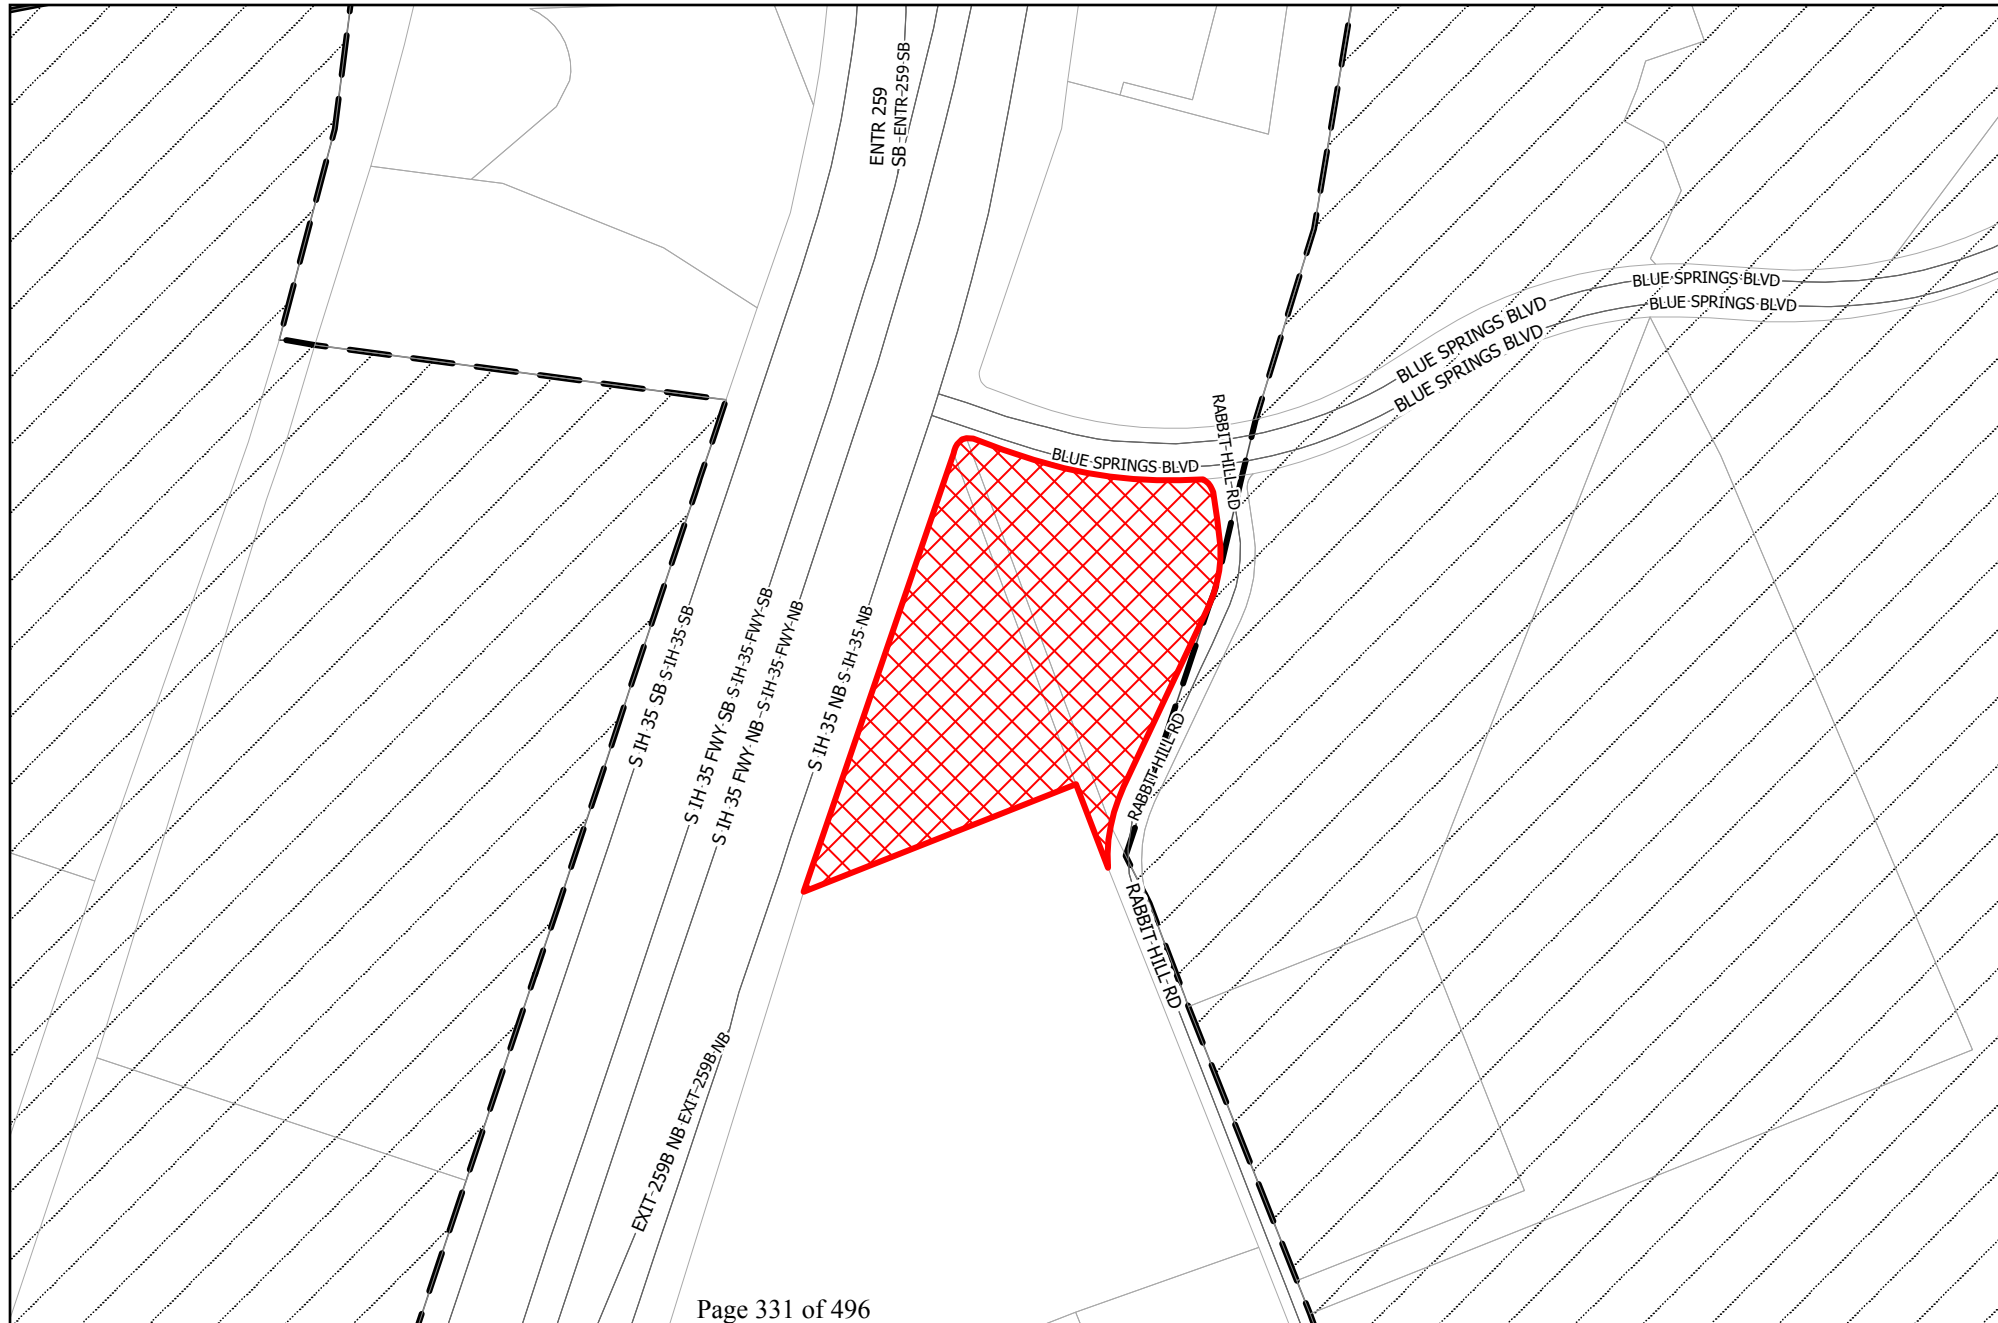 ENTR 259
SB - ENTR-259-SB
BLUE SPRINGS BLVD
BLUE SPRINGS BLVD
BLUE SPRINGS BLVD
BLUE SPRINGS BLVD
BLUE SPRINGS BLVD
RABBIT-HILL-RD
S IH 35 SB S-IH-35-SB
S-IH-35 FWY-SB-S-IH-35-FWY-SB
S-IH-35 FWY-NB-S-IH-35-FWY-NB
S IH 35 NB S-IH-35-NB
RABBIT-HILL-RD
RABBIT-HILL-RD
EXIT-259B NB EXIT-259B-NB
Page 331 of 496